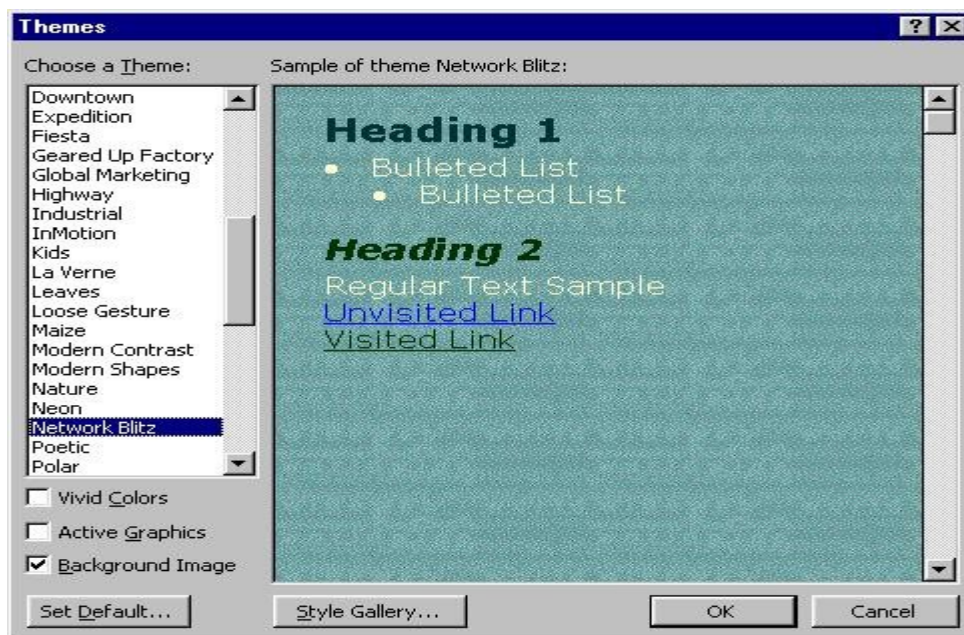 Themes
Choose a Theme:
Sample of theme Network Blitz:
Downtown
Expedition
Fiesta
Geared Up Factory
Global Marketing
Highway
Industrial
InMotion
Kids
La Verne
Leaves
Loose Gesture
Maize
Modern Contrast
Modern Shapes
Nature
Neon
Network Blitz
Poetic
Polar
Heading 1
• Bulleted List
• Bulleted List
Heading 2
Regular Text Sample
Unvisited Link
Visited Link
Vivid Colors
Active Graphics
Background Image
Set Default...
Style Gallery...
OK
Cancel